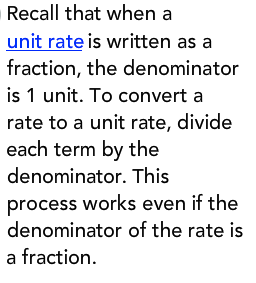 Recall that when a
unit rate is written as a
fraction, the denominator
is 1 unit. To convert a
rate to a unit rate, divide
each term by the
denominator. This
process works even if the
denominator of the rate is
a fraction.